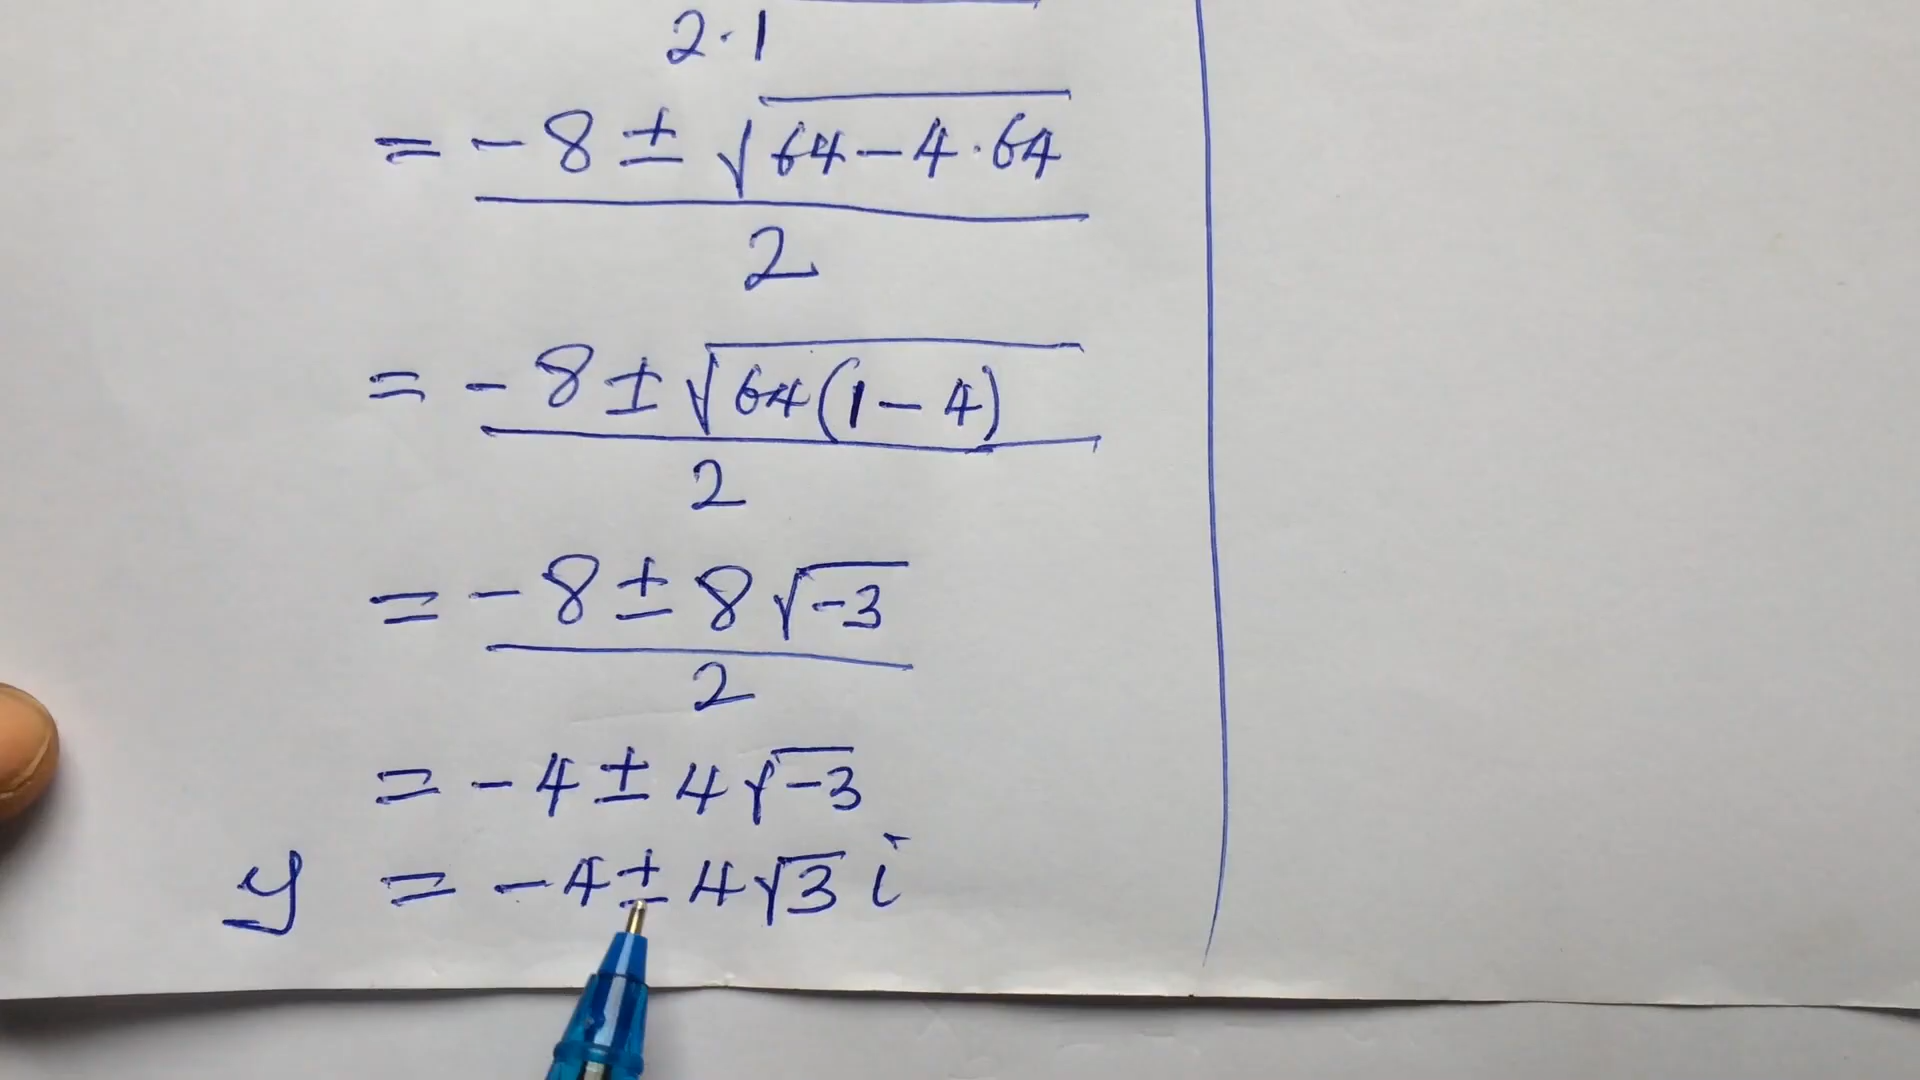 2·1
= -8 ± √64-4·64
2
= -8 ± √64(1-4)
2
= -8 ± 8√-3
2
= -4 ± 4√-3
y = -4 ± 4√3 i